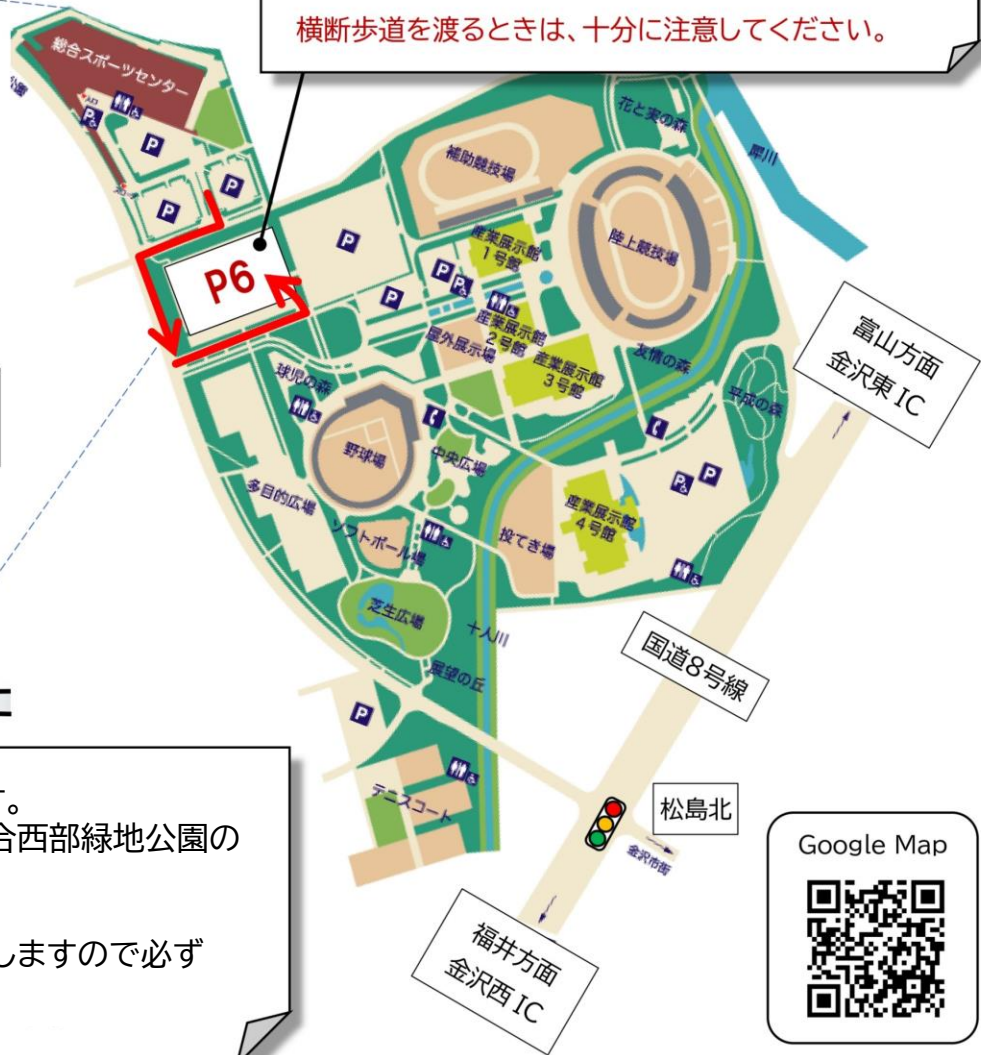 横断歩道を渡るときは、十分に注意してください。
総合スポーツセンター
公園
入口
P
P
P
P
花と実の森
犀川
補助競技場
陸上競技場
産業展示館
1号館
P
P6
P
P
P
産業展示館
2号館
屋外展示場
産業展示館
3号館
友情の森
富山方面
金沢東 IC
平成の森
球児の森
野球場
中央広場
多目的広場
ソフトボール場
投てき場
産業展示館
4号館
P
P
芝生広場
十人川
展望の丘
国道8号線
P
テニスコート
松島北
金沢市街
福井方面
金沢西 IC
す。
合西部緑地公園の
しますので必ず
Google Map